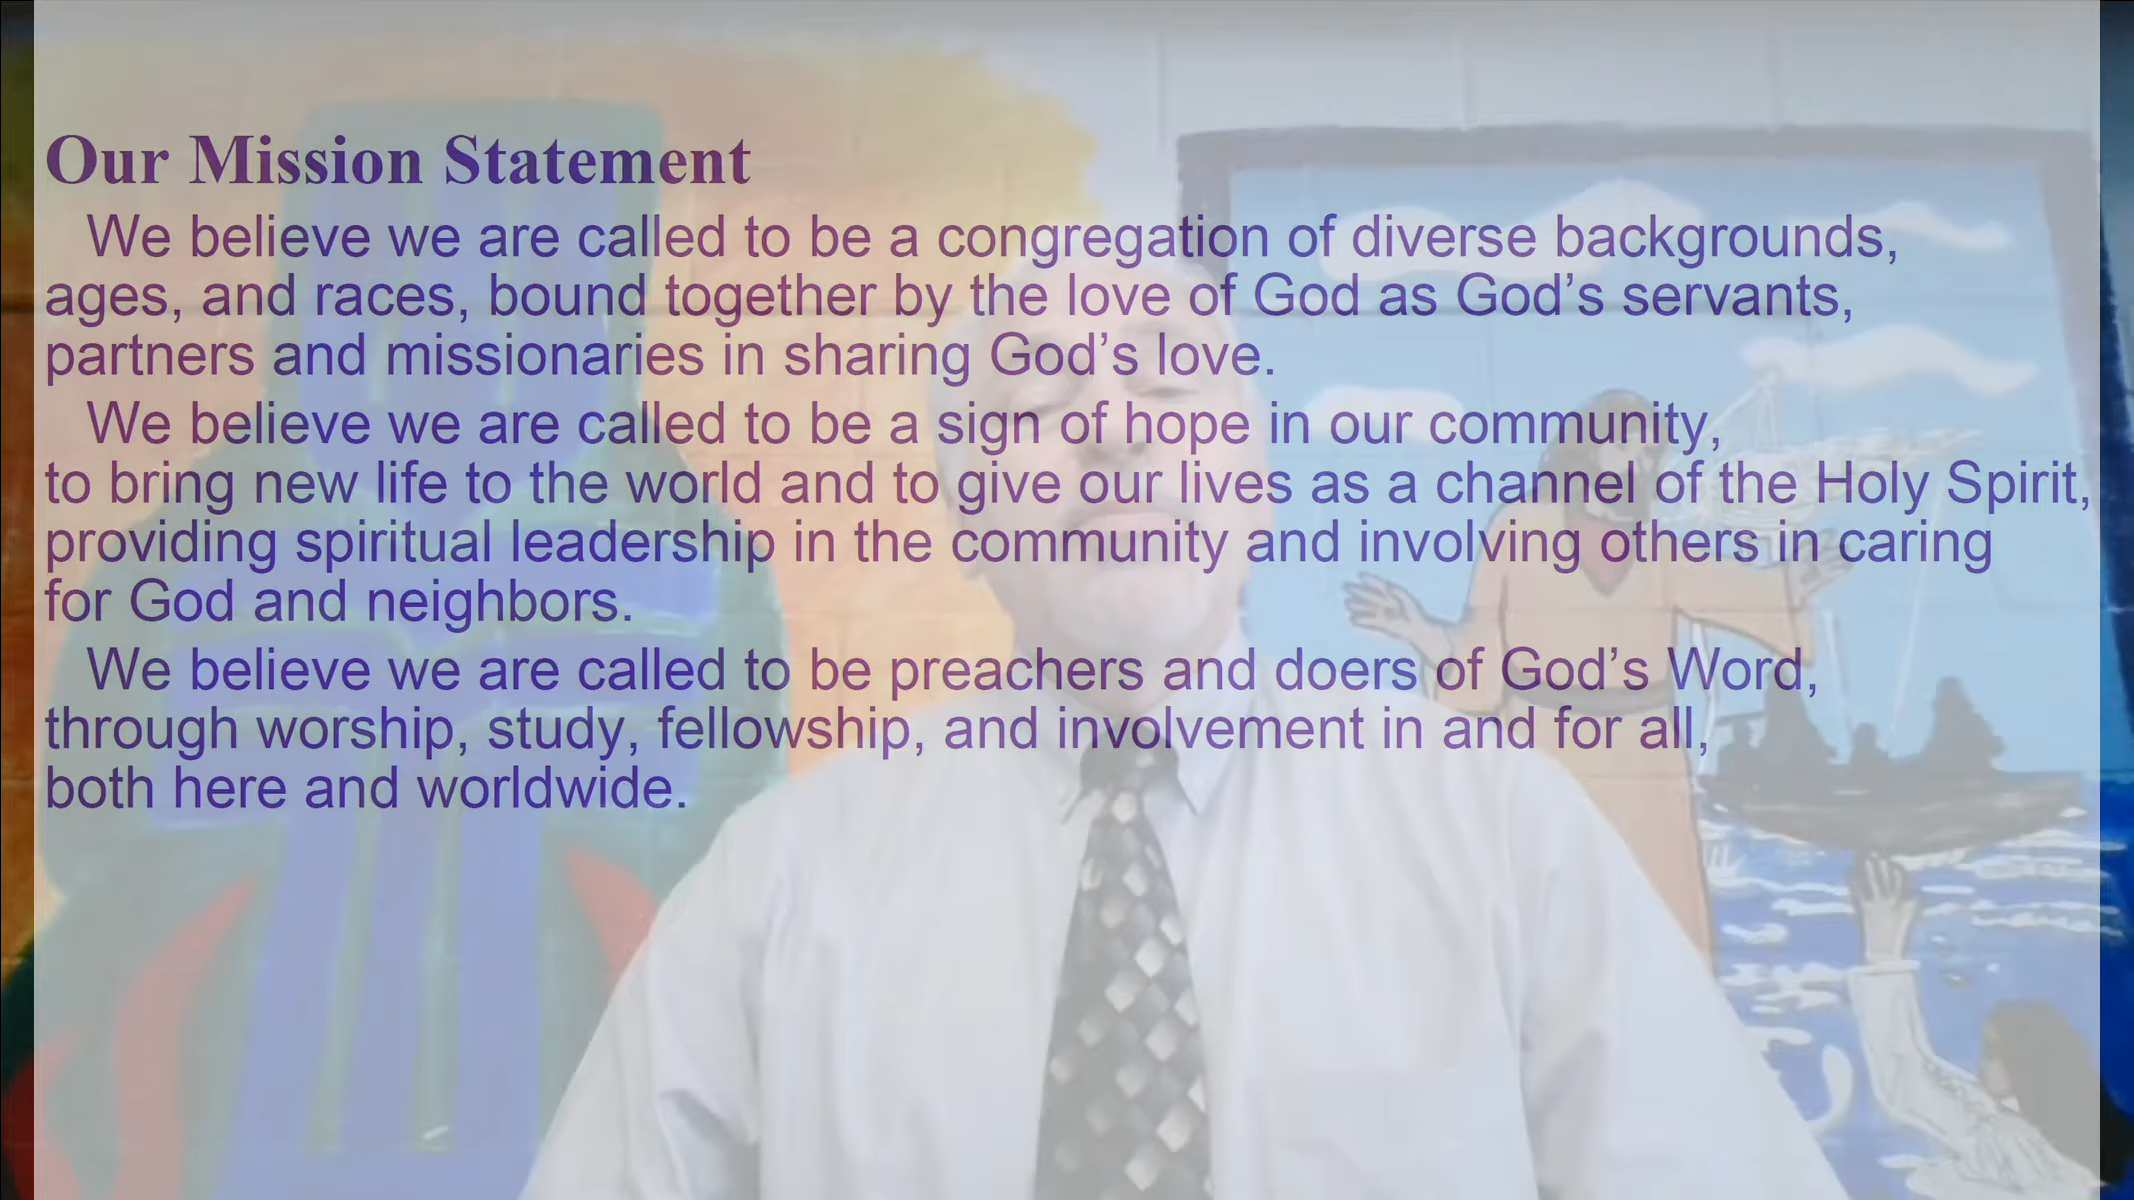 Our Mission Statement
We believe we are called to be a congregation of diverse backgrounds,
ages, and races, bound together by the love of God as God’s servants,
partners and missionaries in sharing God’s love.
We believe we are called to be a sign of hope in our community,
to bring new life to the world and to give our lives as a channel of the Holy Spirit,
providing spiritual leadership in the community and involving others in caring
for God and neighbors.
We believe we are called to be preachers and doers of God’s Word,
through worship, study, fellowship, and involvement in and for all,
both here and worldwide.